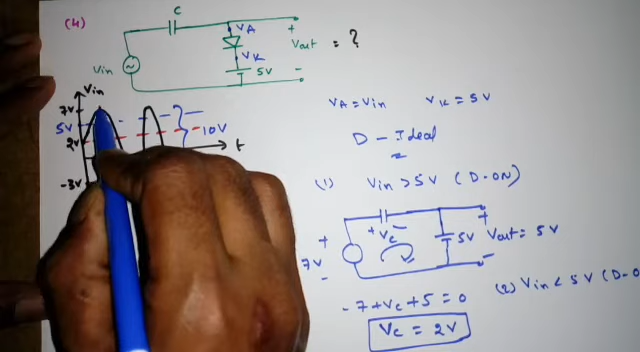 (4)
C
VA
+
Vout = ?
VK
5V
-
Vin
Vin
7V
5V
2V
10V
t
-3V
VA = Vin VK = 5V
D - Ideal
(1) Vin > 5V (D-ON)
+ Vc -
+
+
7V
5V Vout = 5V
-
-
-7+Vc+5 = 0
(2) Vin < 5V (D-O
Vc = 2V